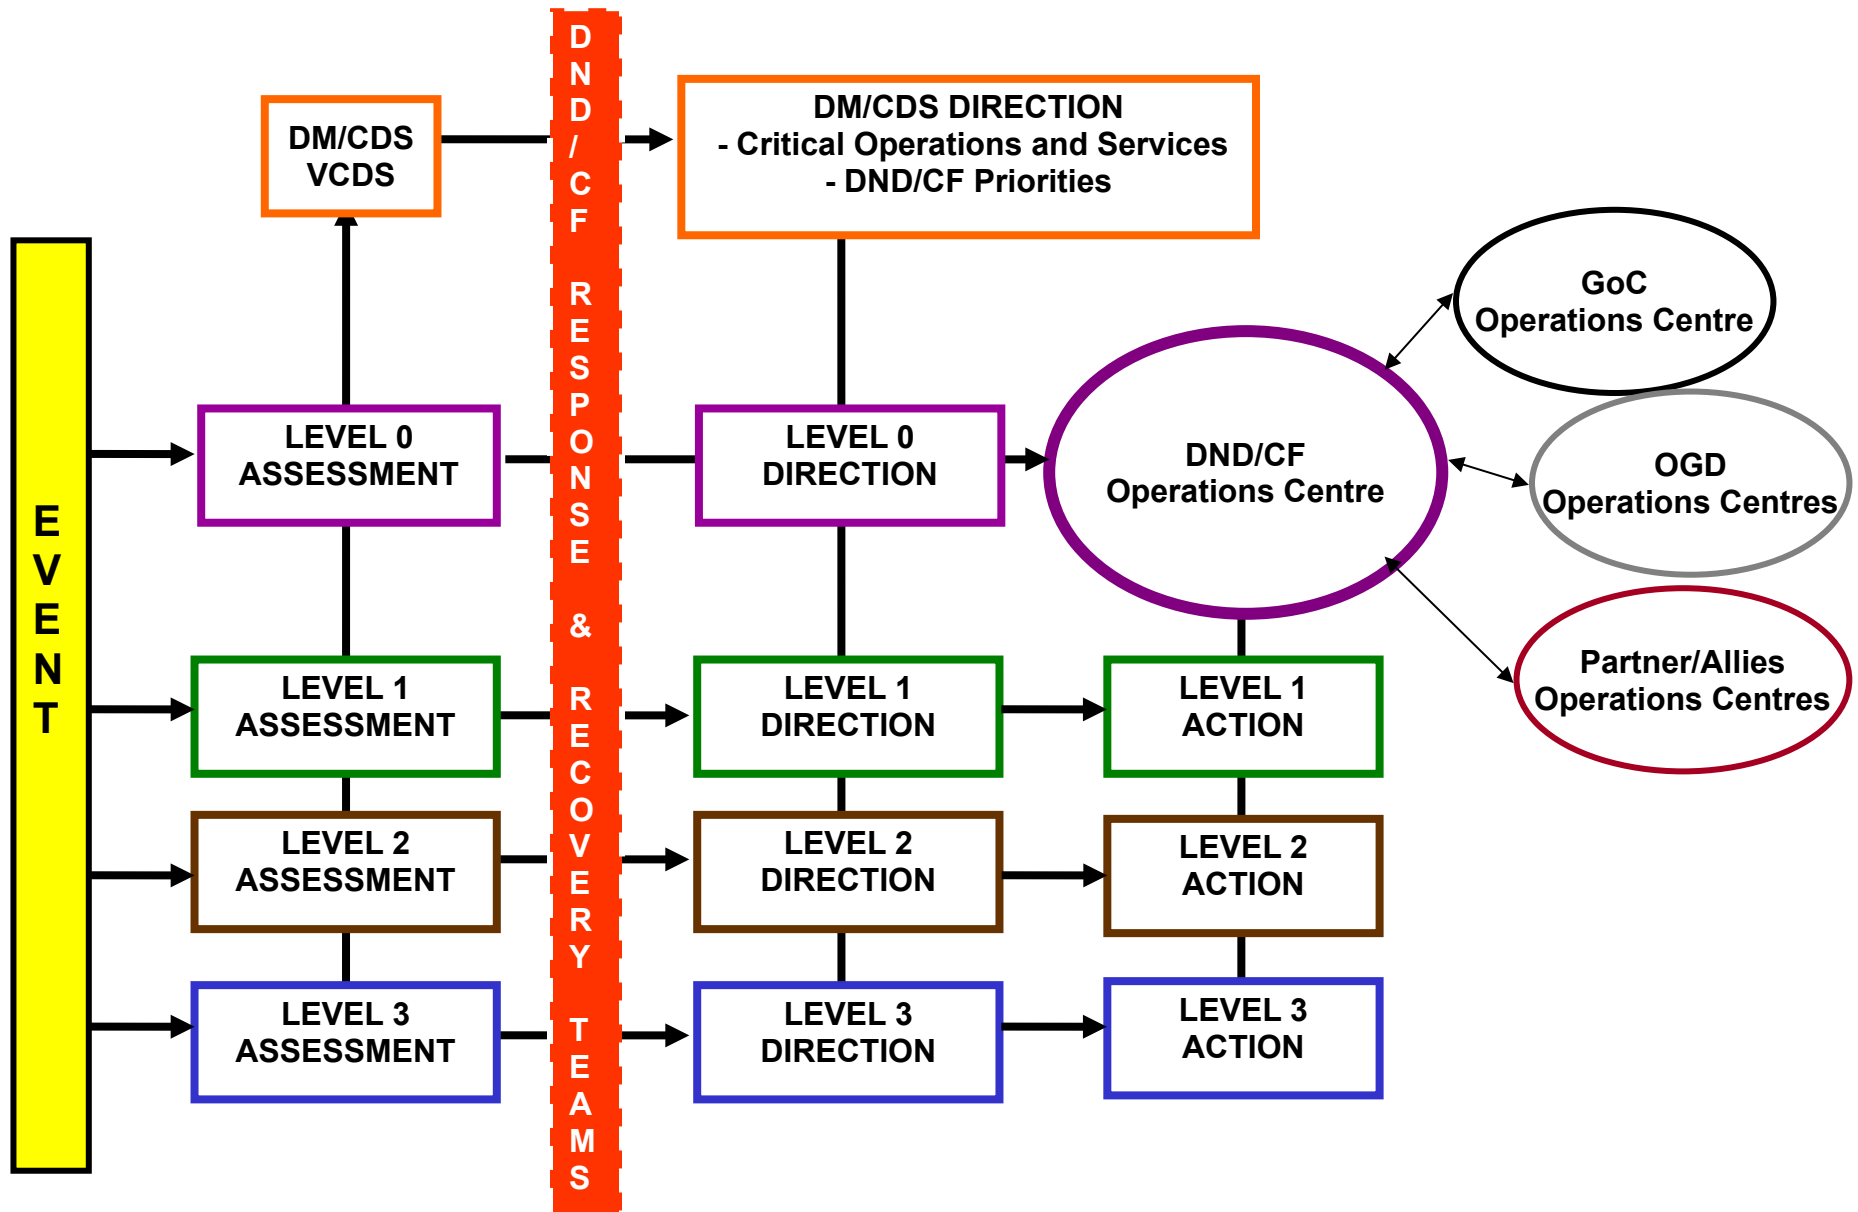 EVENT
DM/CDS
VCDS
LEVEL 0
ASSESSMENT
LEVEL 1
ASSESSMENT
LEVEL 2
ASSESSMENT
LEVEL 3
ASSESSMENT
DND/CF RESPONSE & RECOVERY TEAMS
DM/CDS DIRECTION
- Critical Operations and Services
- DND/CF Priorities
LEVEL 0
DIRECTION
LEVEL 1
DIRECTION
LEVEL 2
DIRECTION
LEVEL 3
DIRECTION
DND/CF
Operations Centre
LEVEL 1
ACTION
LEVEL 2
ACTION
LEVEL 3
ACTION
GoC
Operations Centre
OGD
Operations Centres
Partner/Allies
Operations Centres